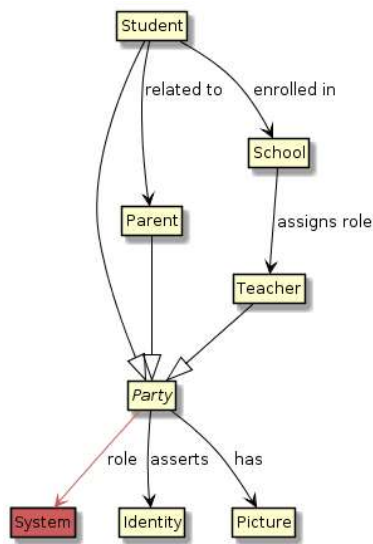 Student
related to
enrolled in
School
Parent
assigns role
Teacher
Party
role
asserts
has
System
Identity
Picture